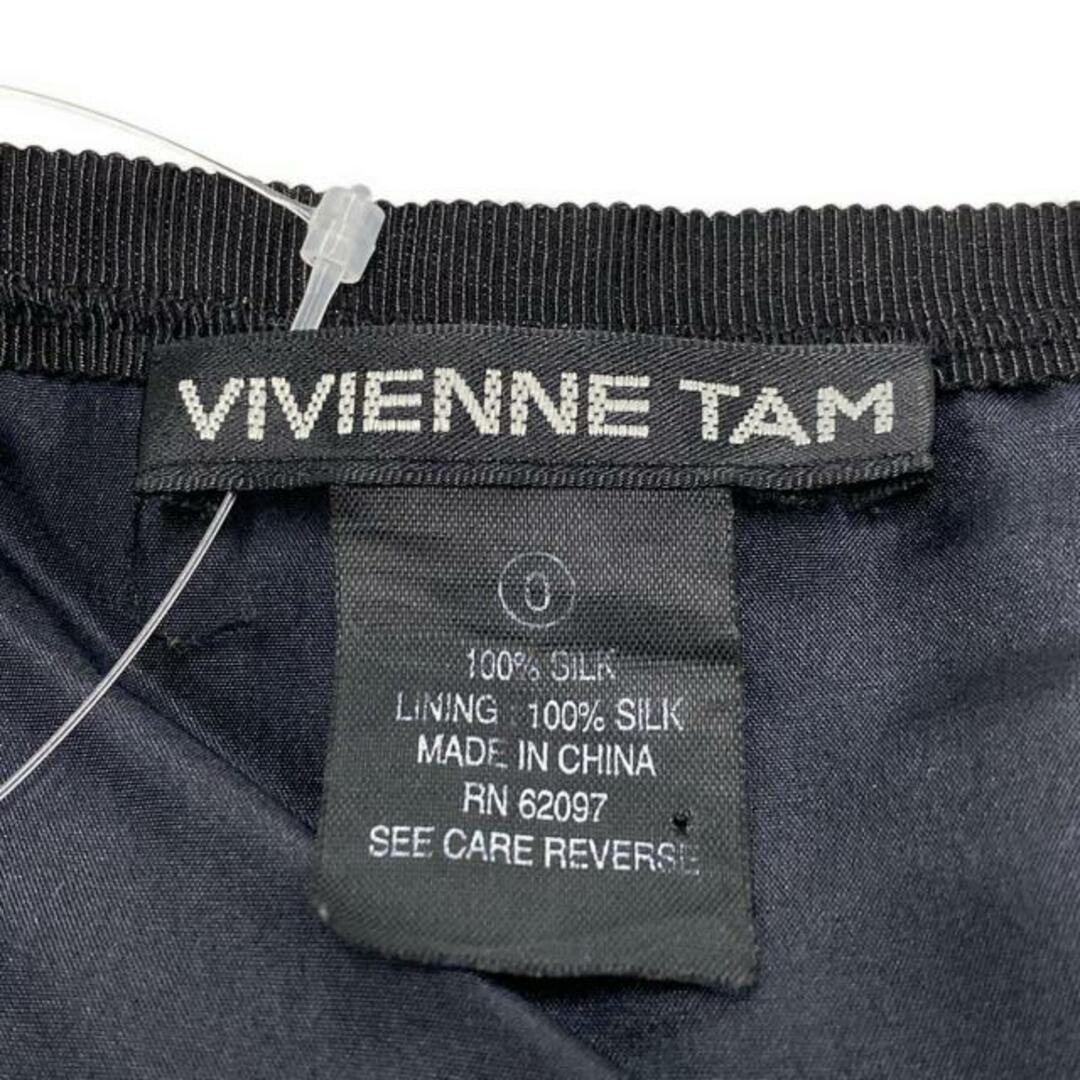 VIVIENNE TAM
0
100% SILK
LINING : 100% SILK
MADE IN CHINA
RN 62097
SEE CARE REVERSE